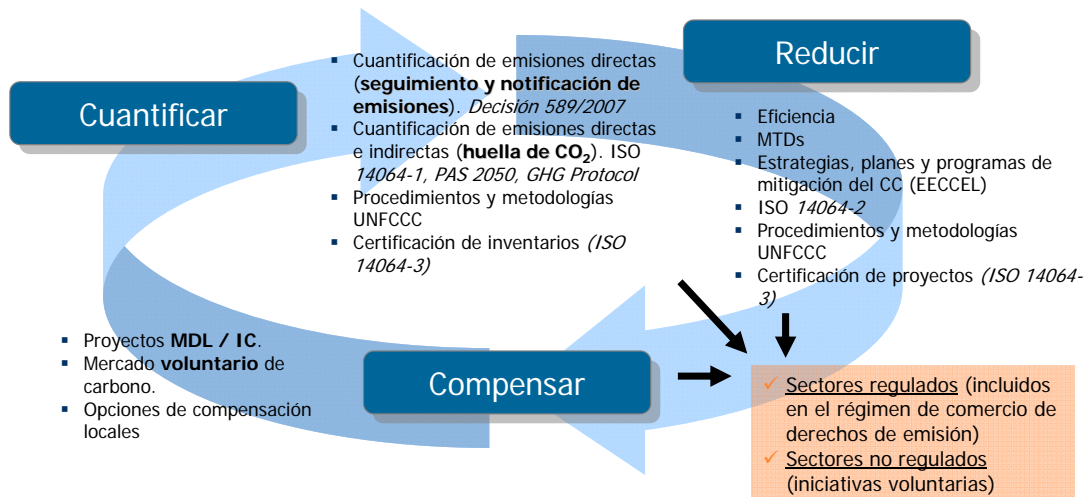 Cuantificar
▪ Cuantificación de emisiones directas
(seguimiento y notificación de
emisiones). Decisión 589/2007
▪ Cuantificación de emisiones directas
e indirectas (huella de CO₂). ISO
14064-1, PAS 2050, GHG Protocol
▪ Procedimientos y metodologías
UNFCCC
▪ Certificación de inventarios (ISO
14064-3)
Reducir
▪ Eficiencia
▪ MTDs
▪ Estrategias, planes y programas de
mitigación del CC (EECCEL)
▪ ISO 14064-2
▪ Procedimientos y metodologías
UNFCCC
▪ Certificación de proyectos (ISO 14064-
3)
Compensar
▪ Proyectos MDL / IC.
▪ Mercado voluntario de
carbono.
▪ Opciones de compensación
locales
✓ Sectores regulados (incluidos
en el régimen de comercio de
derechos de emisión)
✓ Sectores no regulados
(iniciativas voluntarias)